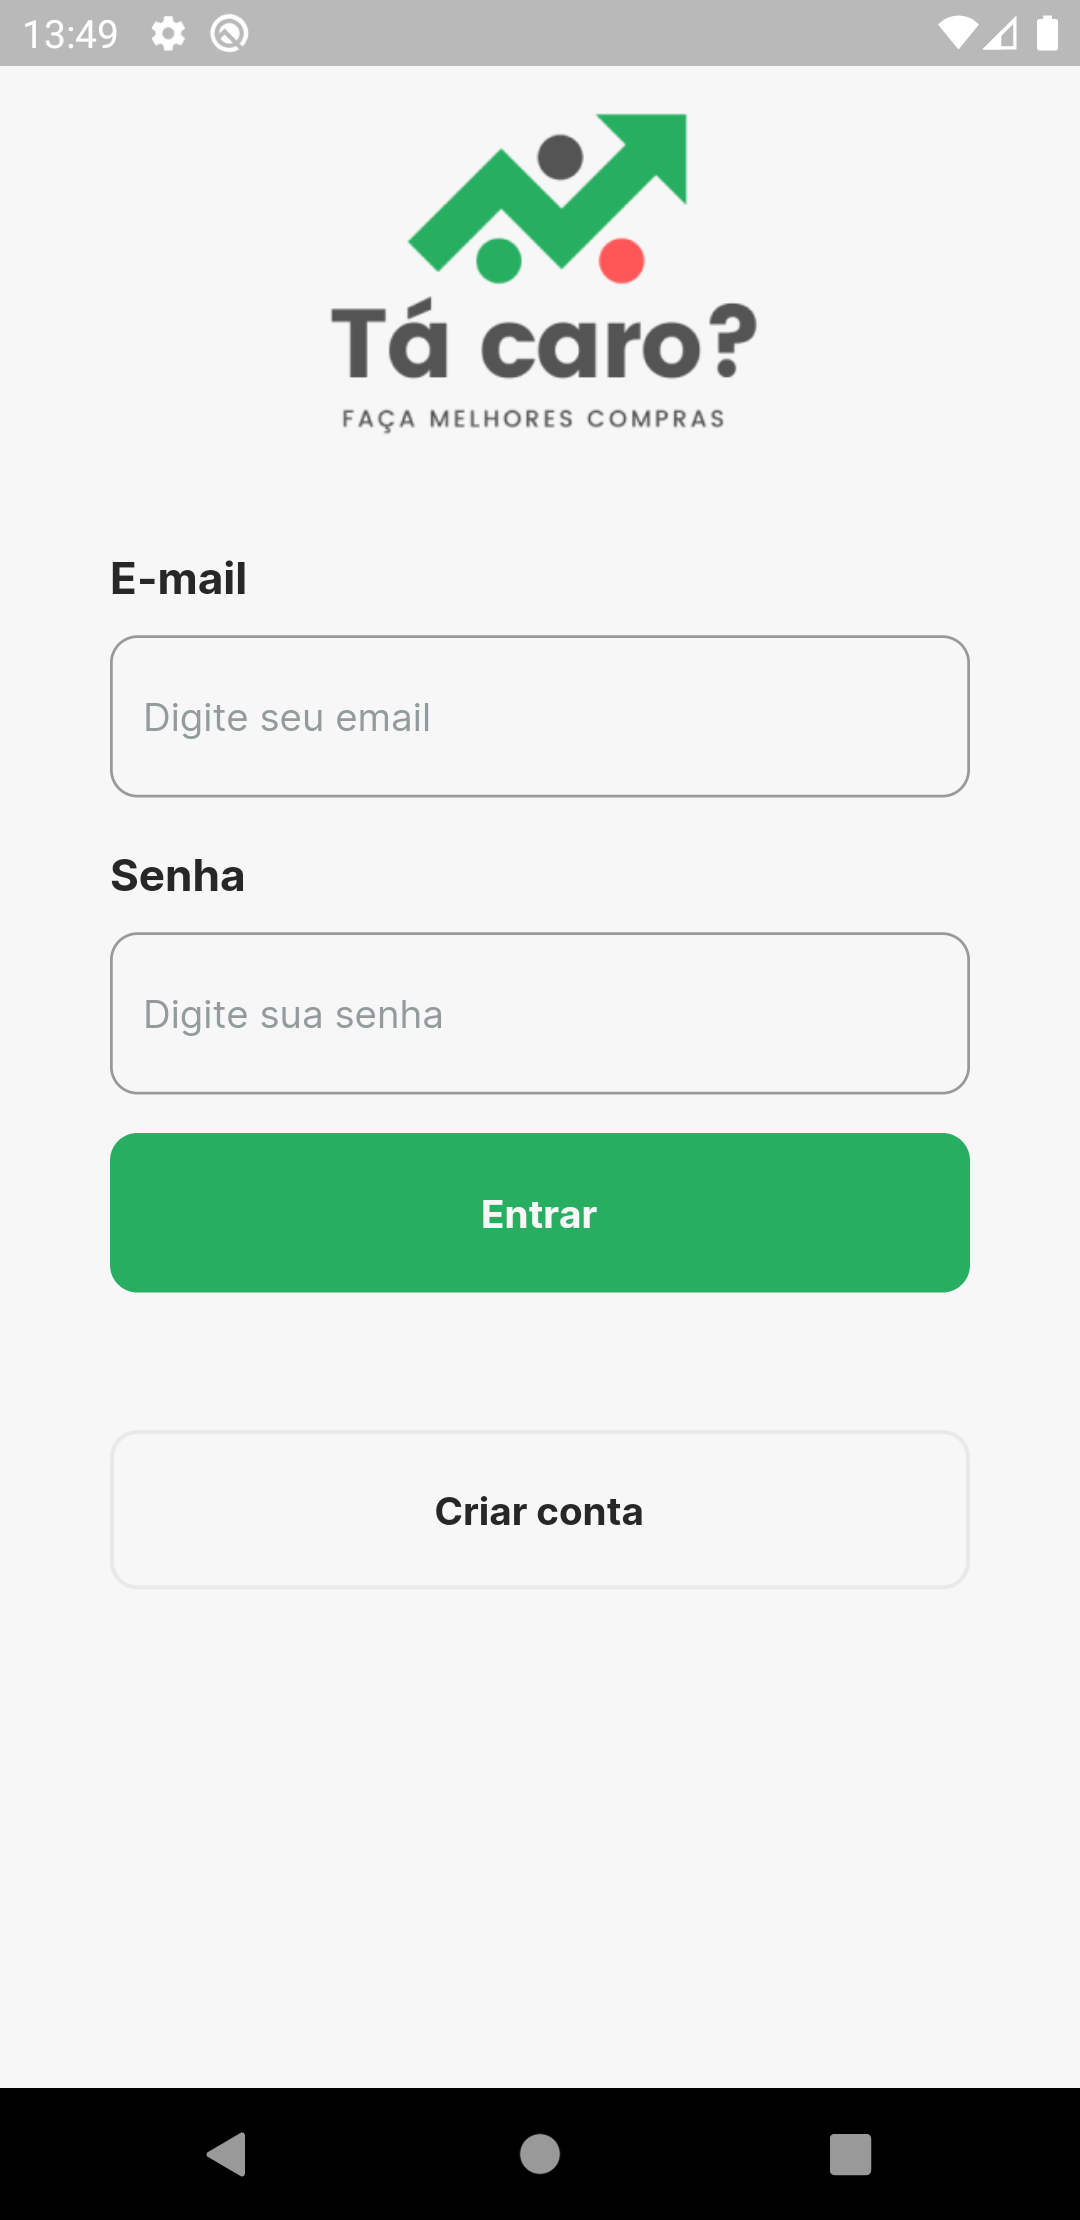 13:49
Tá caro?
FAÇA MELHORES COMPRAS
E-mail
Digite seu email
Senha
Digite sua senha
Entrar
Criar conta